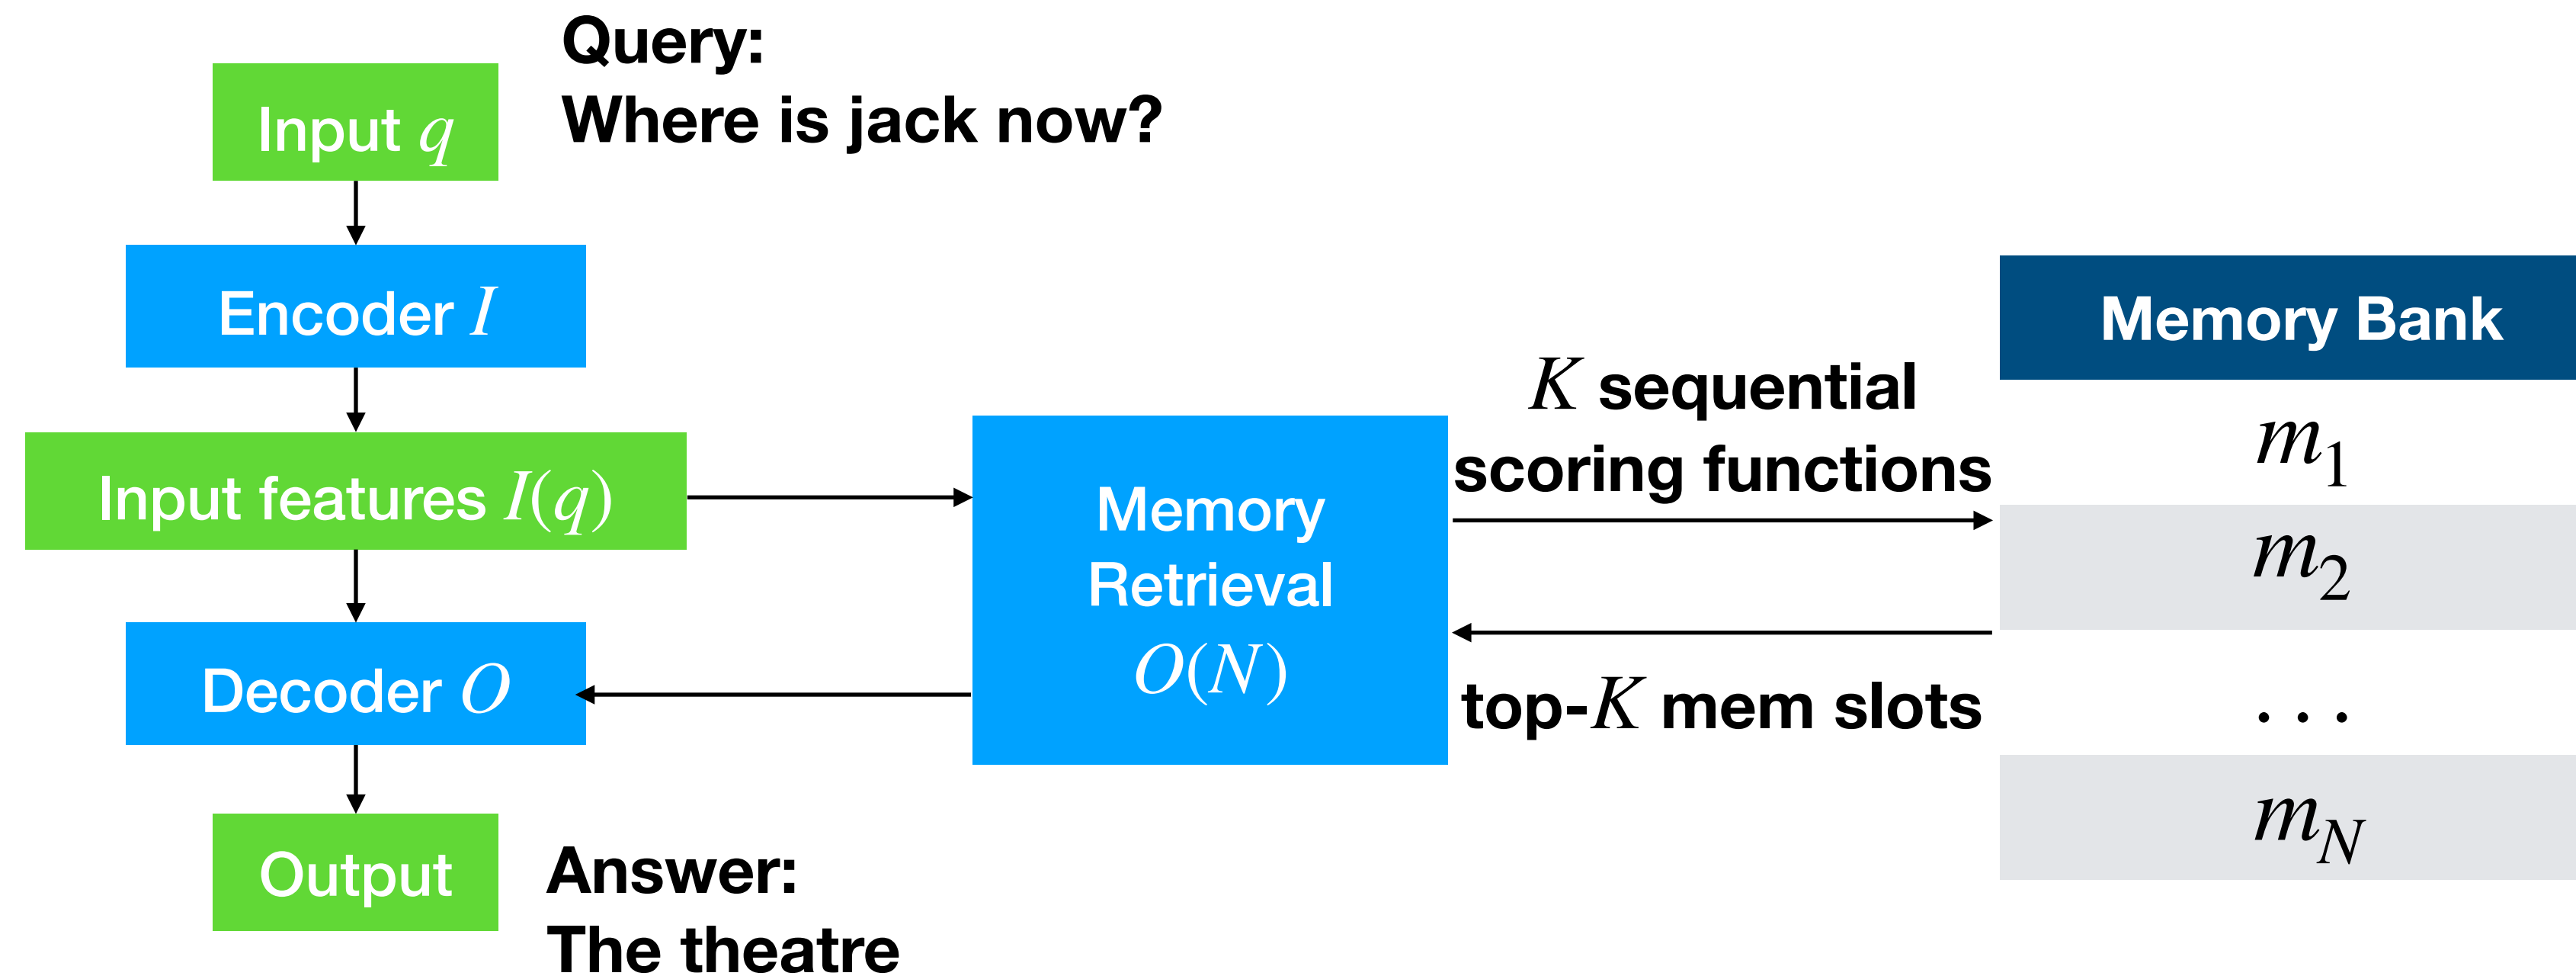 Query:
Where is jack now?
Input q
Encoder I
Input features I(q)
Decoder O
Output
Answer:
The theatre
Memory
Retrieval
O(N)
K sequential
scoring functions
top-K mem slots
Memory Bank
m₁
m₂
...
m_N